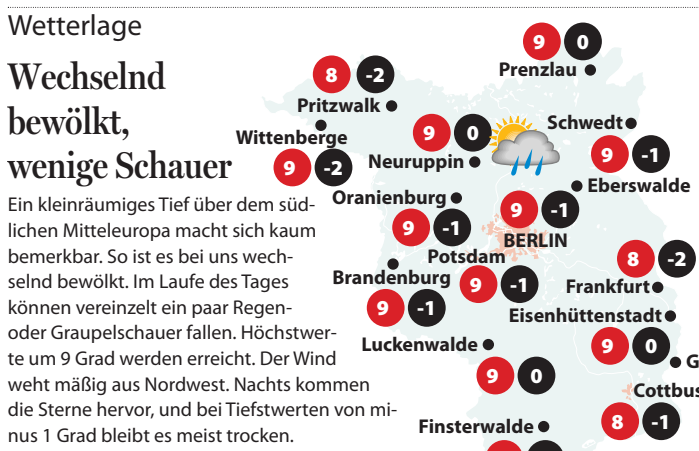 Wetterlage
Wechselnd
bewölkt,
wenige Schauer
Ein kleinräumiges Tief über dem süd-
lichen Mitteleuropa macht sich kaum
bemerkbar. So ist es bei uns wech-
selnd bewölkt. Im Laufe des Tages
können vereinzelt ein paar Regen-
oder Graupelschauer fallen. Höchstwer-
te um 9 Grad werden erreicht. Der Wind
weht mäßig aus Nordwest. Nachts kommen
die Sterne hervor, und bei Tiefstwerten von mi-
nus 1 Grad bleibt es meist trocken.
9 0
Prenzlau
8 -2
Pritzwalk
Wittenberge
9 -2
9 0
Neuruppin
Schwedt
9 -1
Eberswalde
Oranienburg
9 -1
9 -1
BERLIN
Potsdam
9 -1
Brandenburg
9 -1
8 -2
Frankfurt
Eisenhüttenstadt
9 0
G
Luckenwalde
9 0
Cottbus
8 -1
Finsterwalde